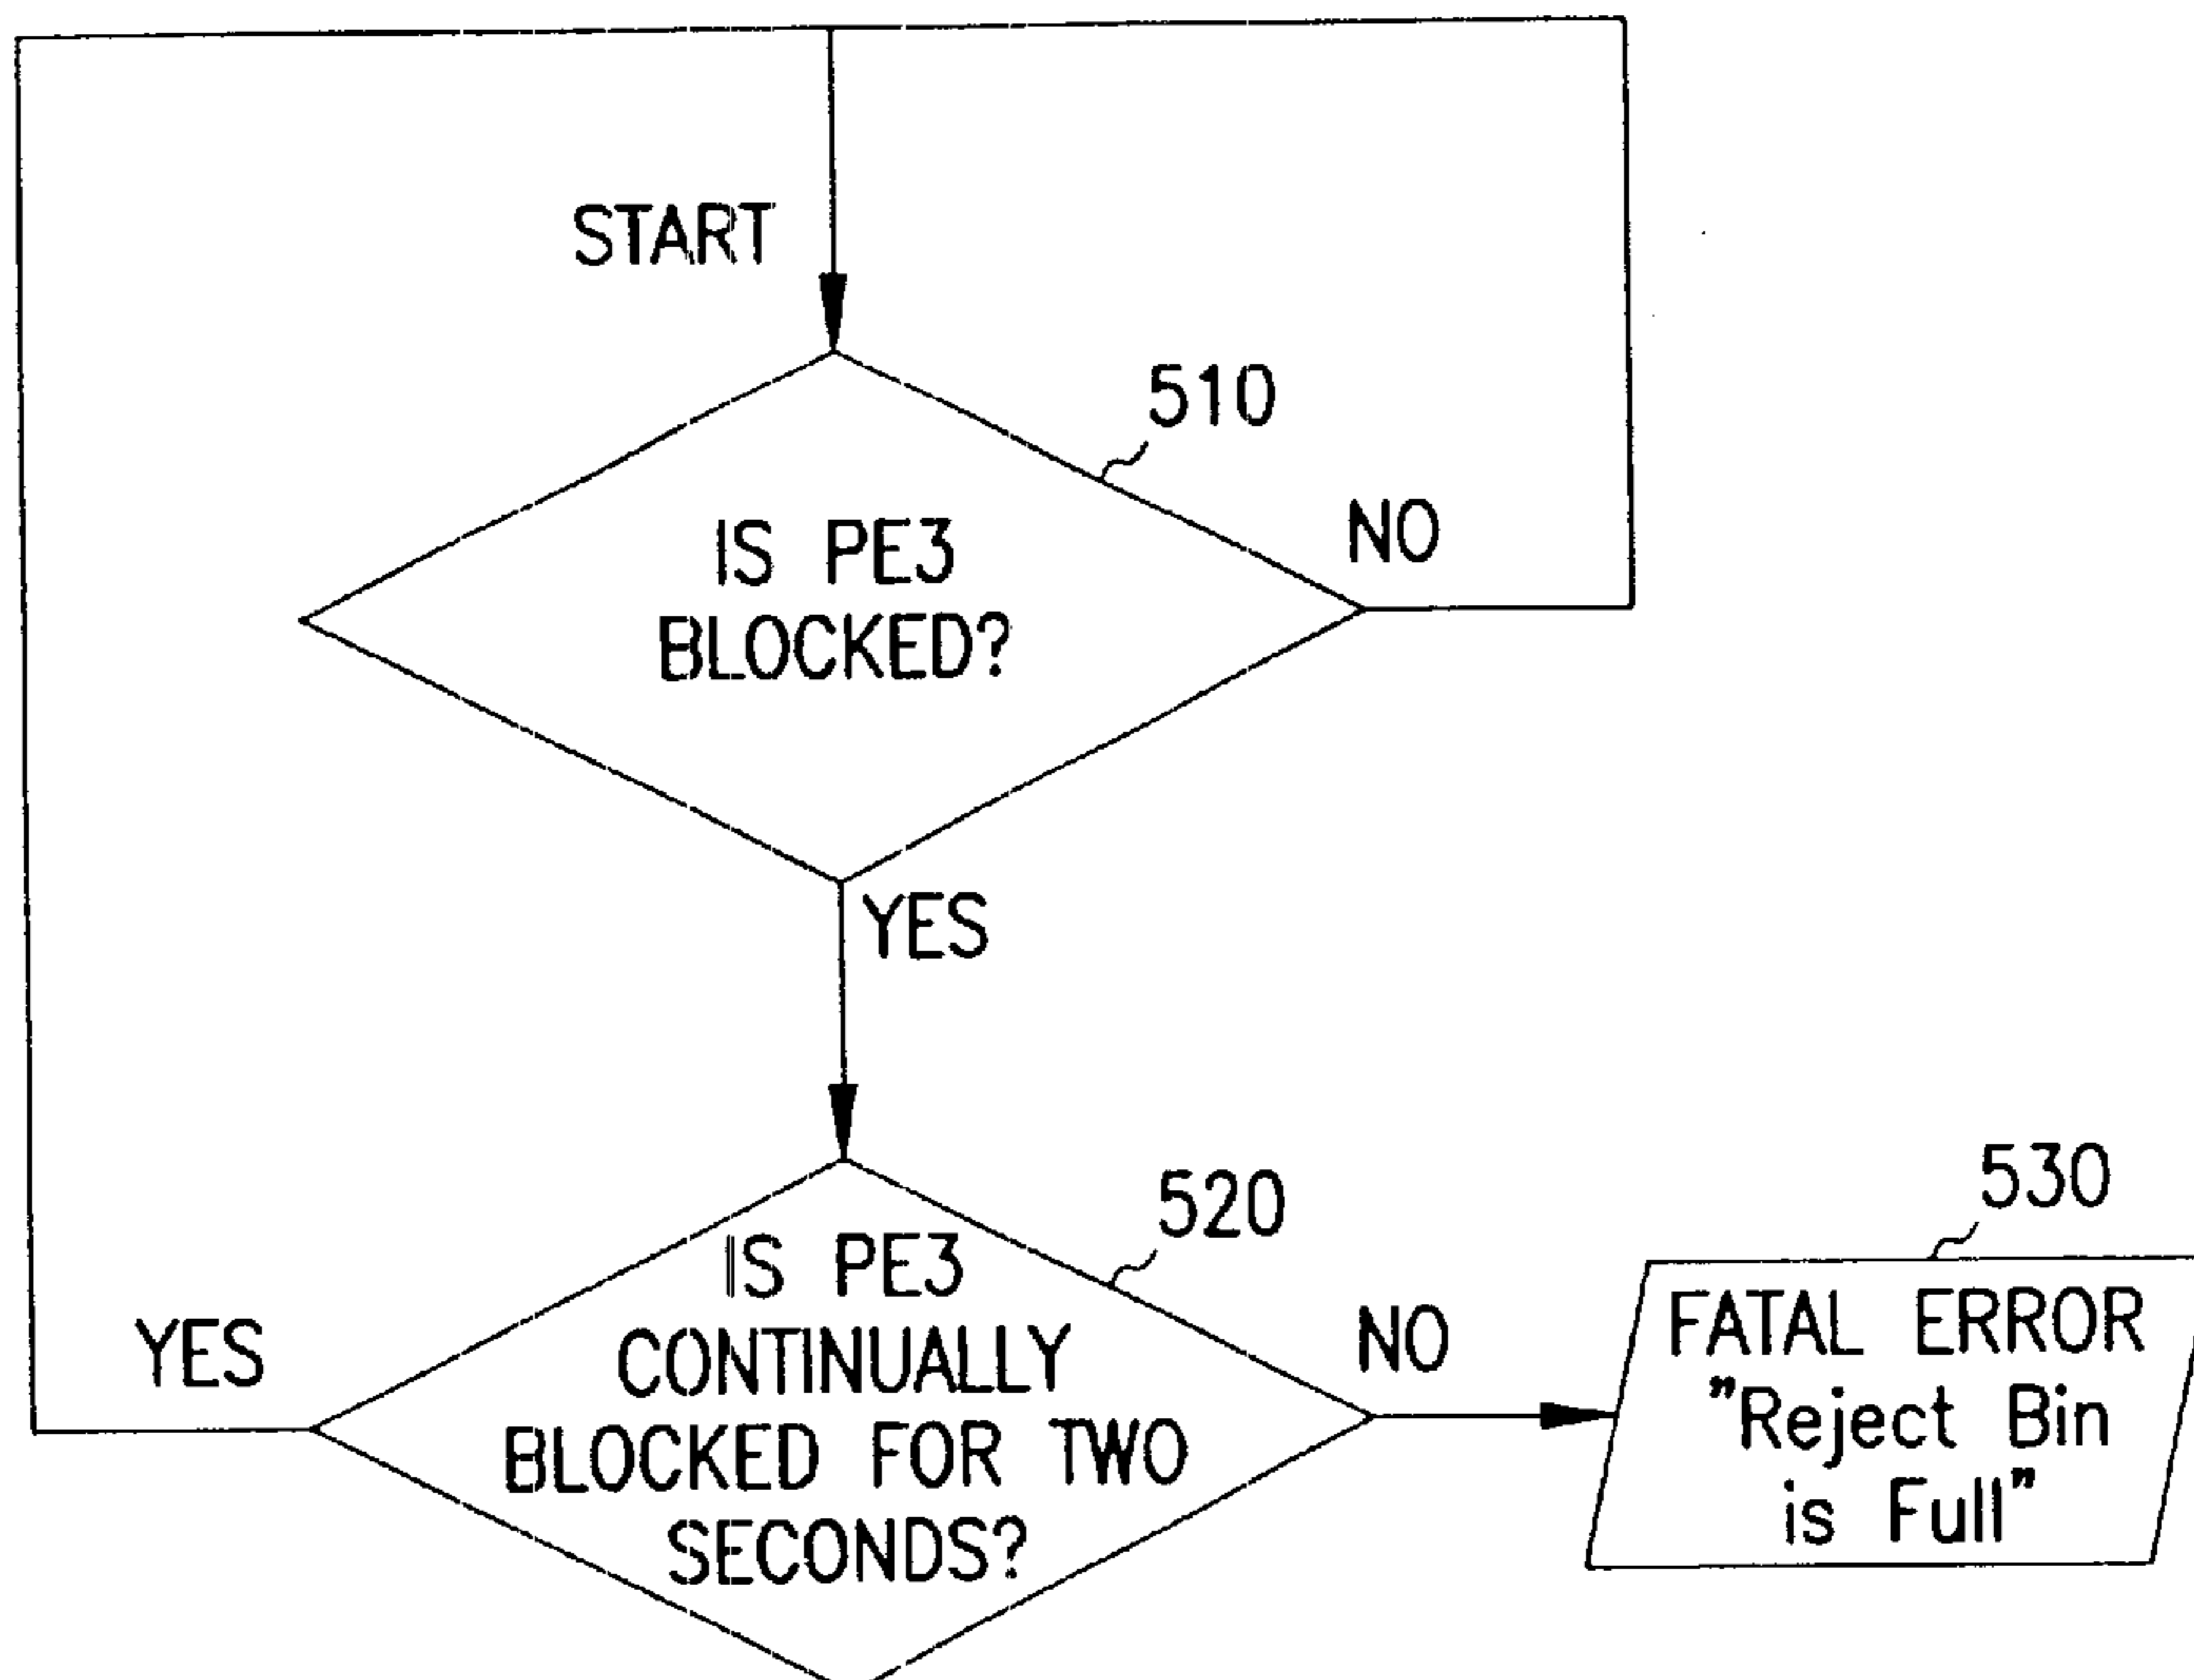 START
510
IS PE3
BLOCKED?
NO
YES
520
IS PE3
CONTINUALLY
BLOCKED FOR TWO
SECONDS?
YES
NO
530
FATAL ERROR
"Reject Bin
is Full"